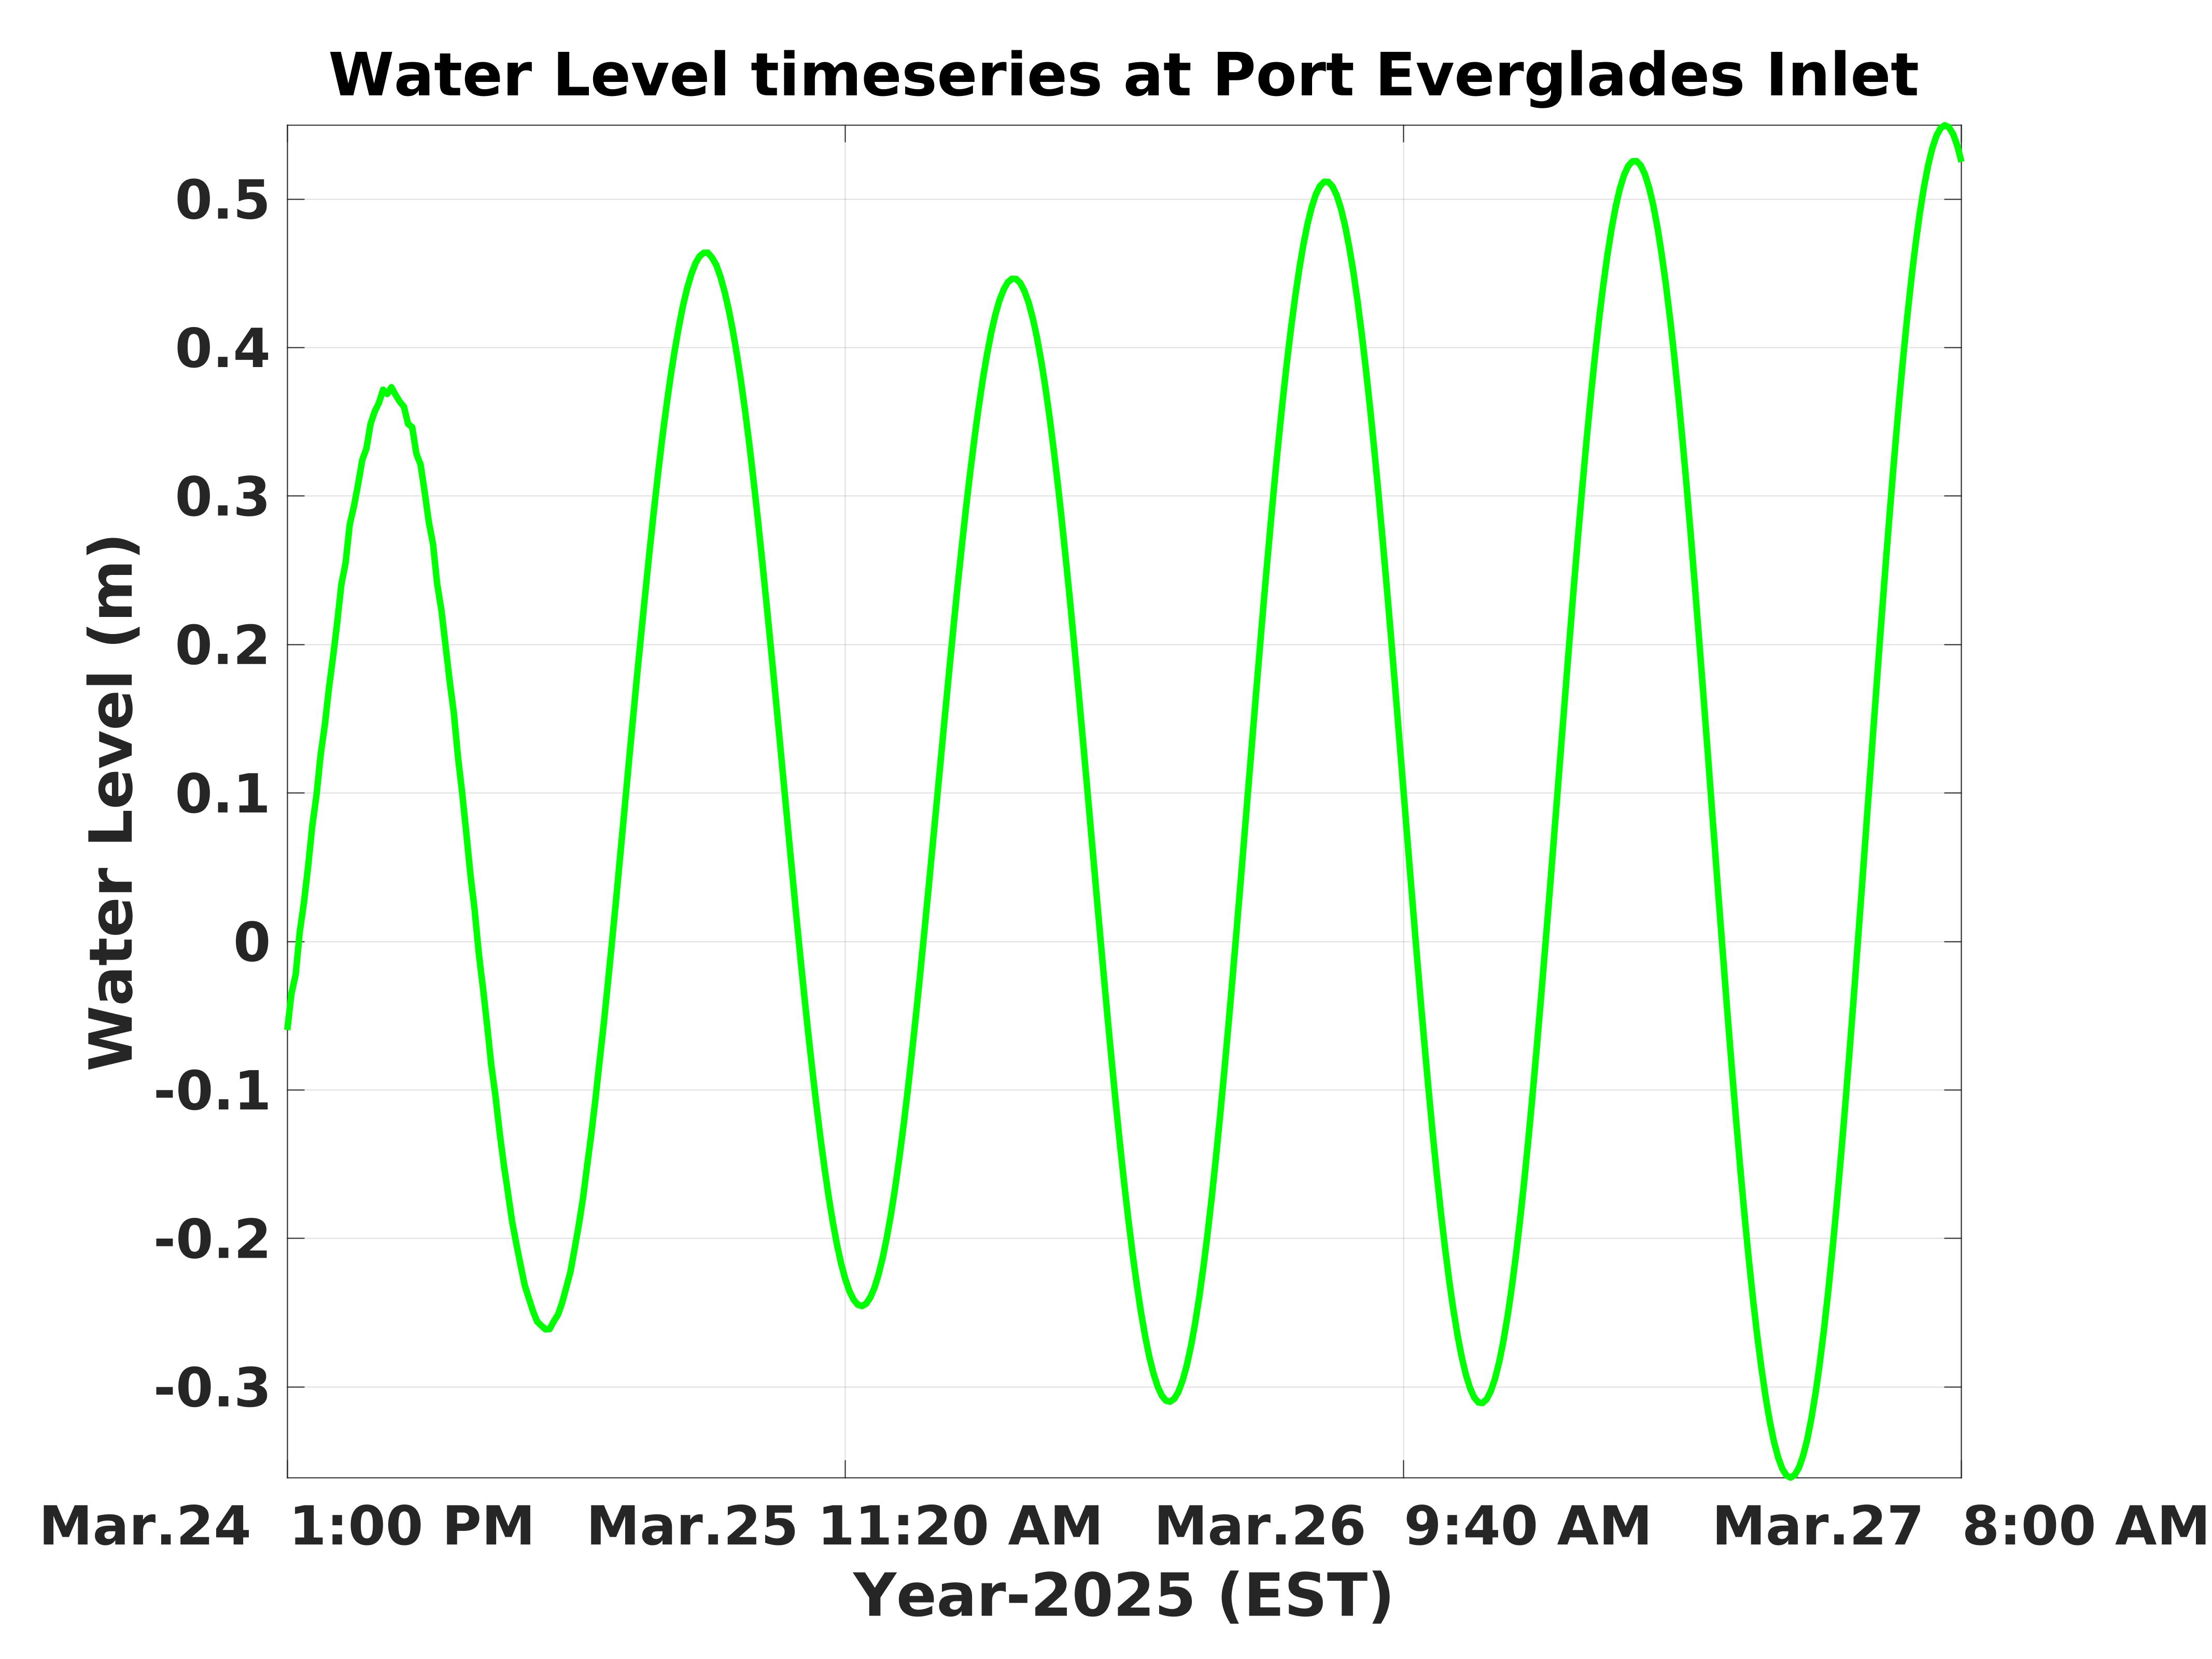 Water Level timeseries at Port Everglades Inlet
Water Level (m)
0.5
0.4
0.3
0.2
0.1
0
-0.1
-0.2
-0.3
Mar.24 1:00 PM Mar.25 11:20 AM Mar.26 9:40 AM Mar.27 8:00 AM
Year-2025 (EST)